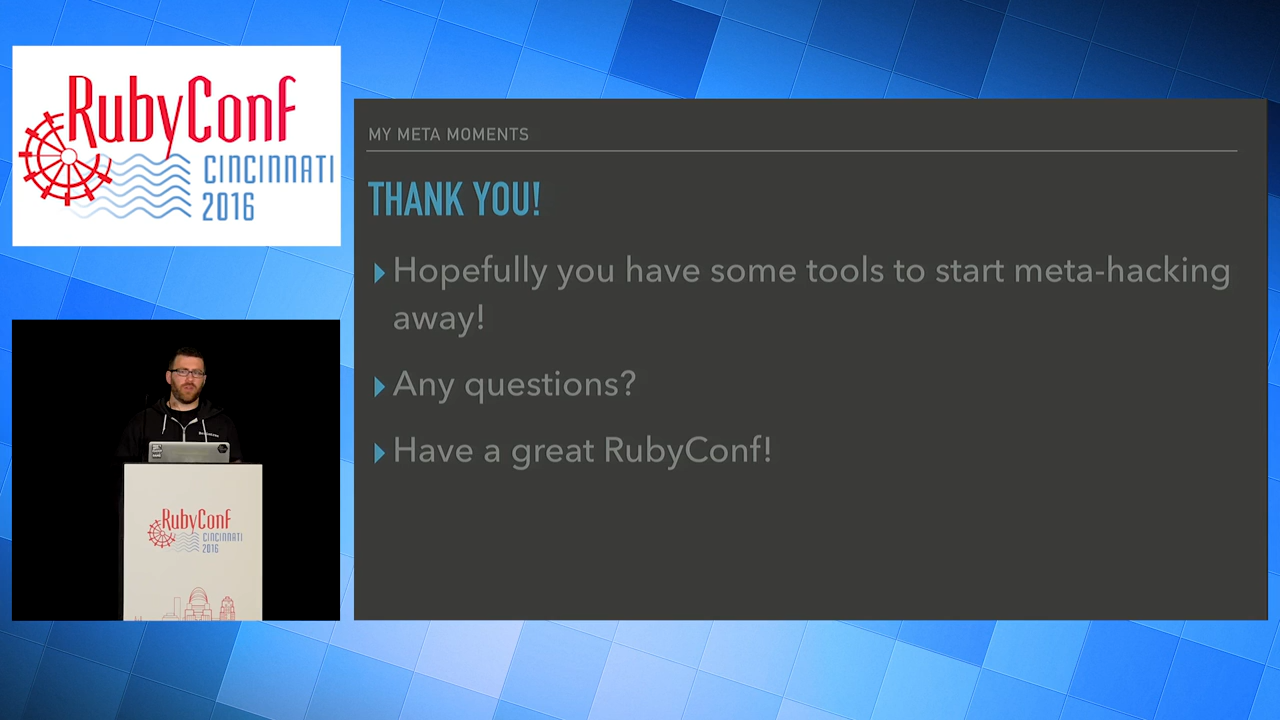 RubyConf
CINCINNATI
2016
MY META MOMENTS
THANK YOU!
Hopefully you have some tools to start meta-hacking
away!
Any questions?
Have a great RubyConf!
RubyConf
CINCINNATI
2016